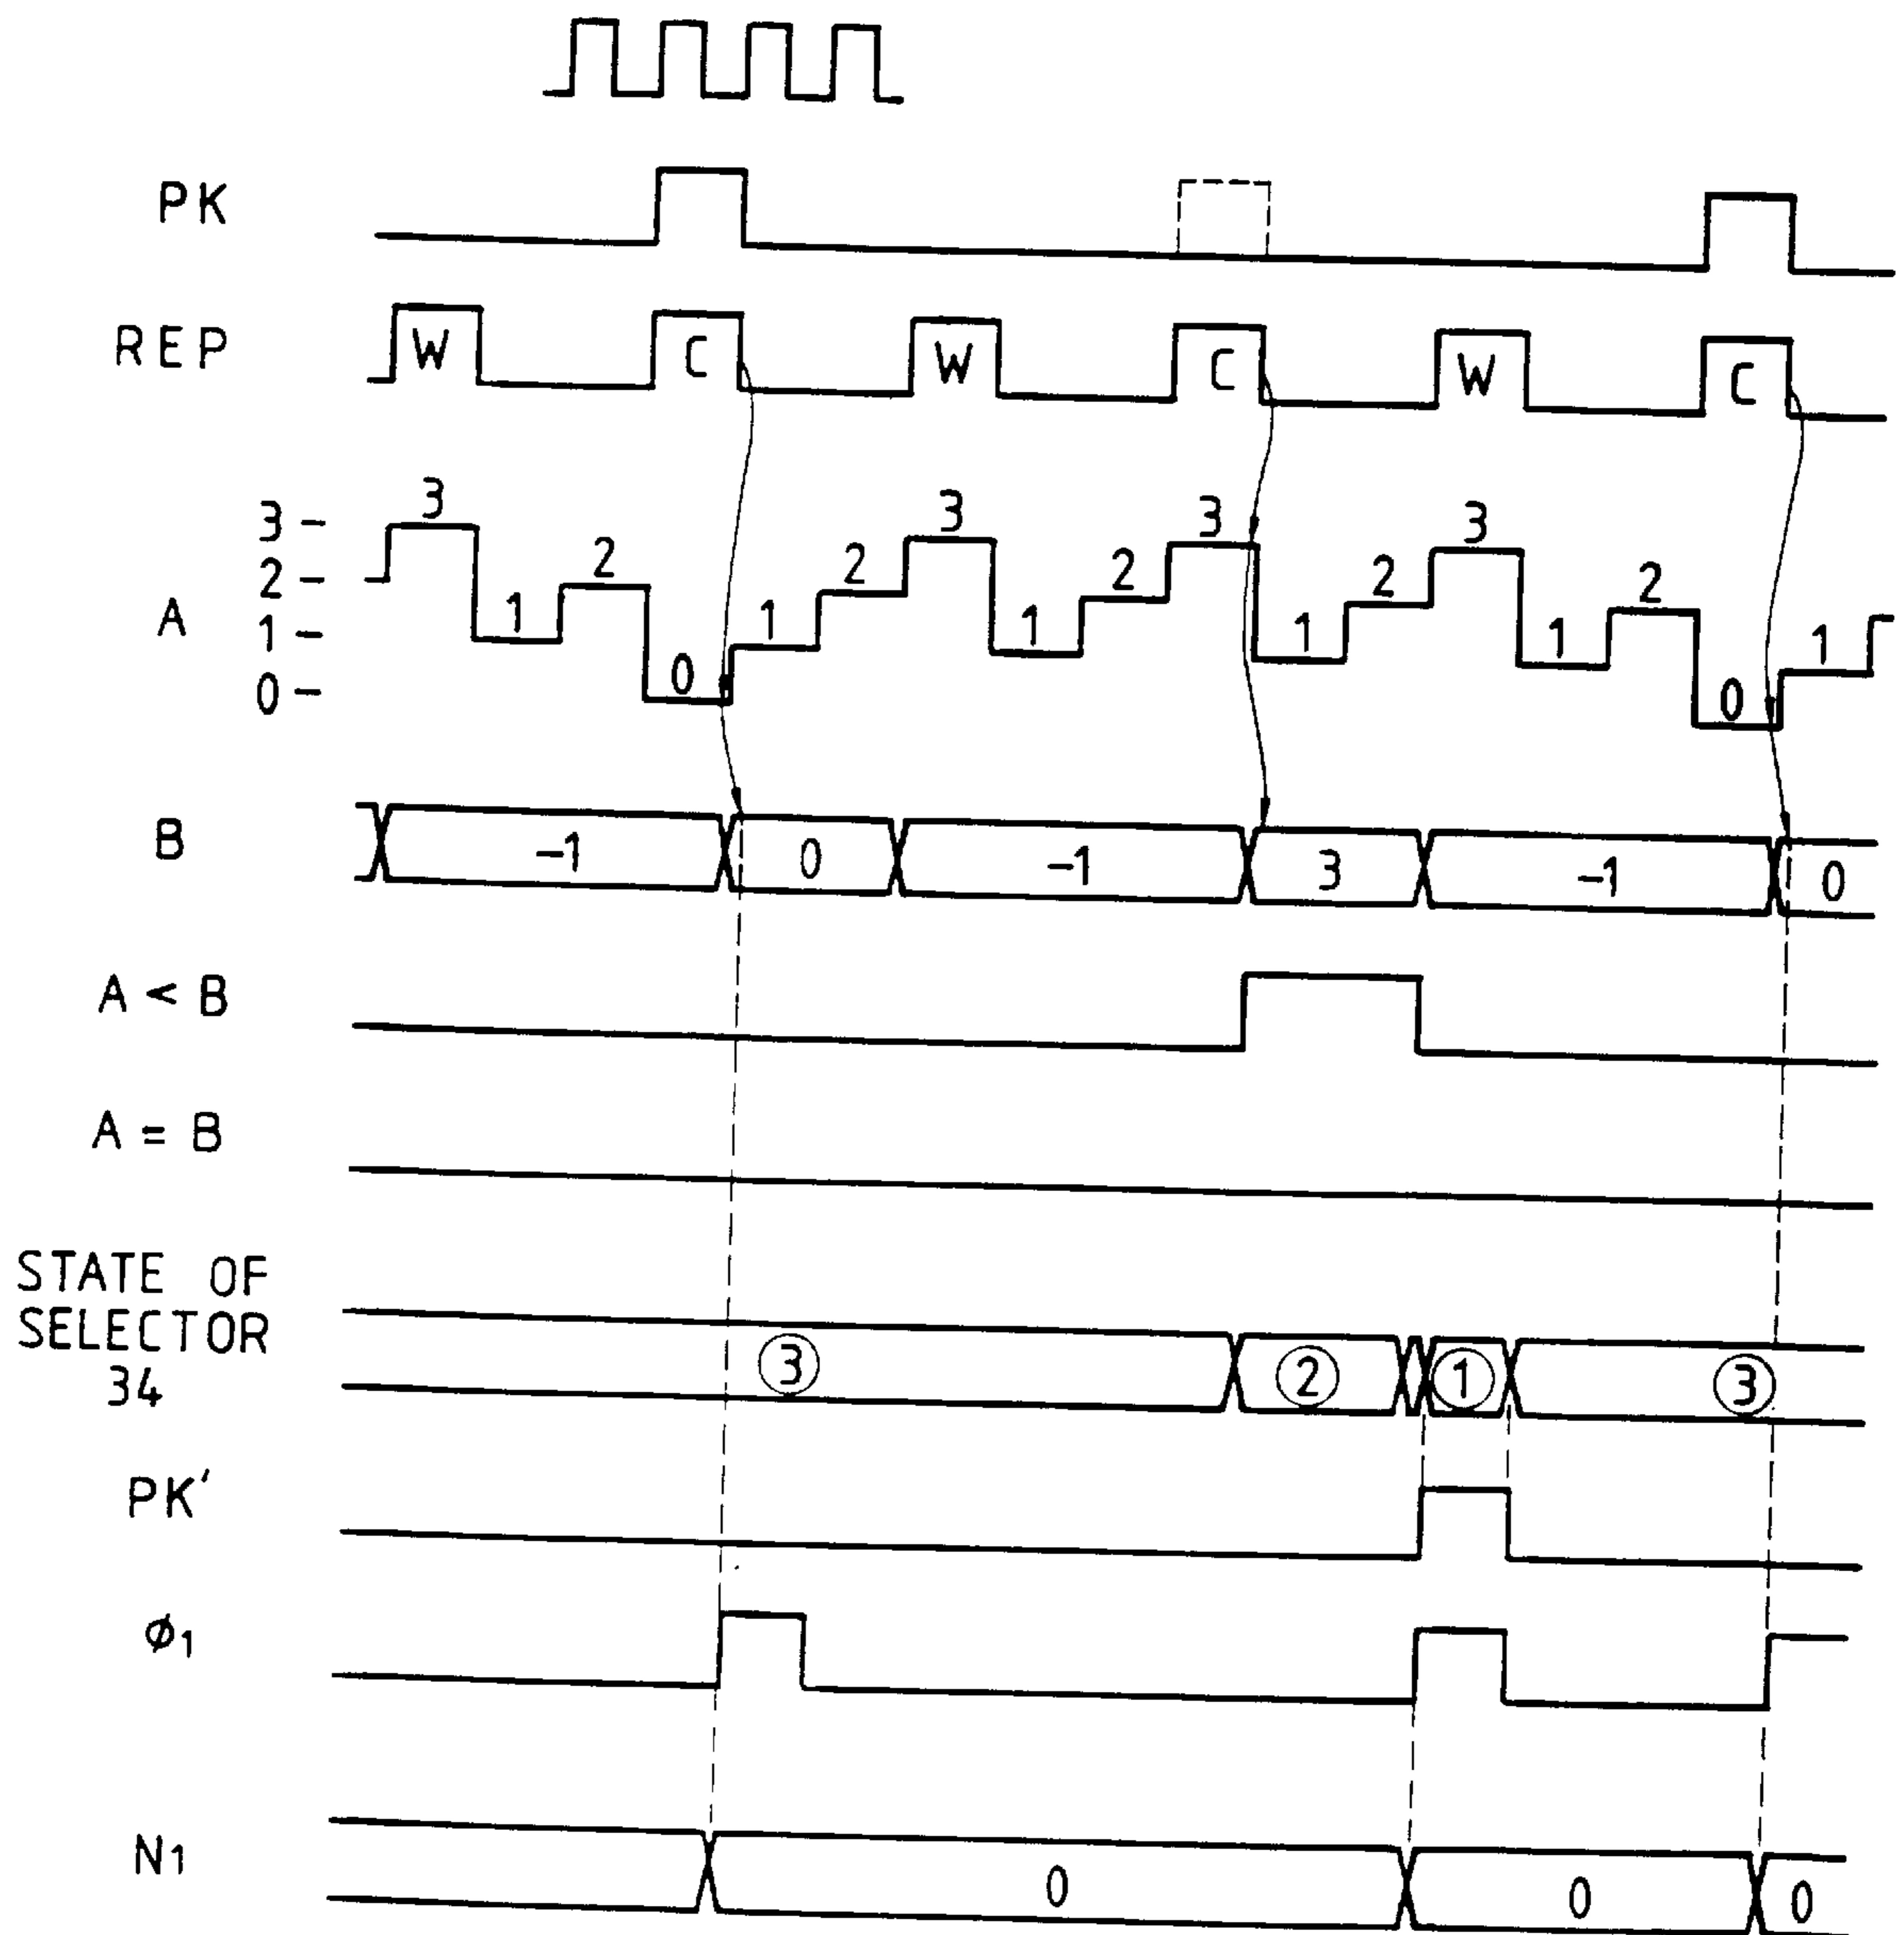 PK
REP W C W C W C
3 3 3 3
3 -
2 - 2 2 2 2 2
A
1 - 1 1 1 1 1 1
0 - 0 0
B -1 0 -1 3 -1 0
A < B
A = B
STATE OF
SELECTOR
34
③ ② ① ③
PK'
ø1
N1 0 0 0